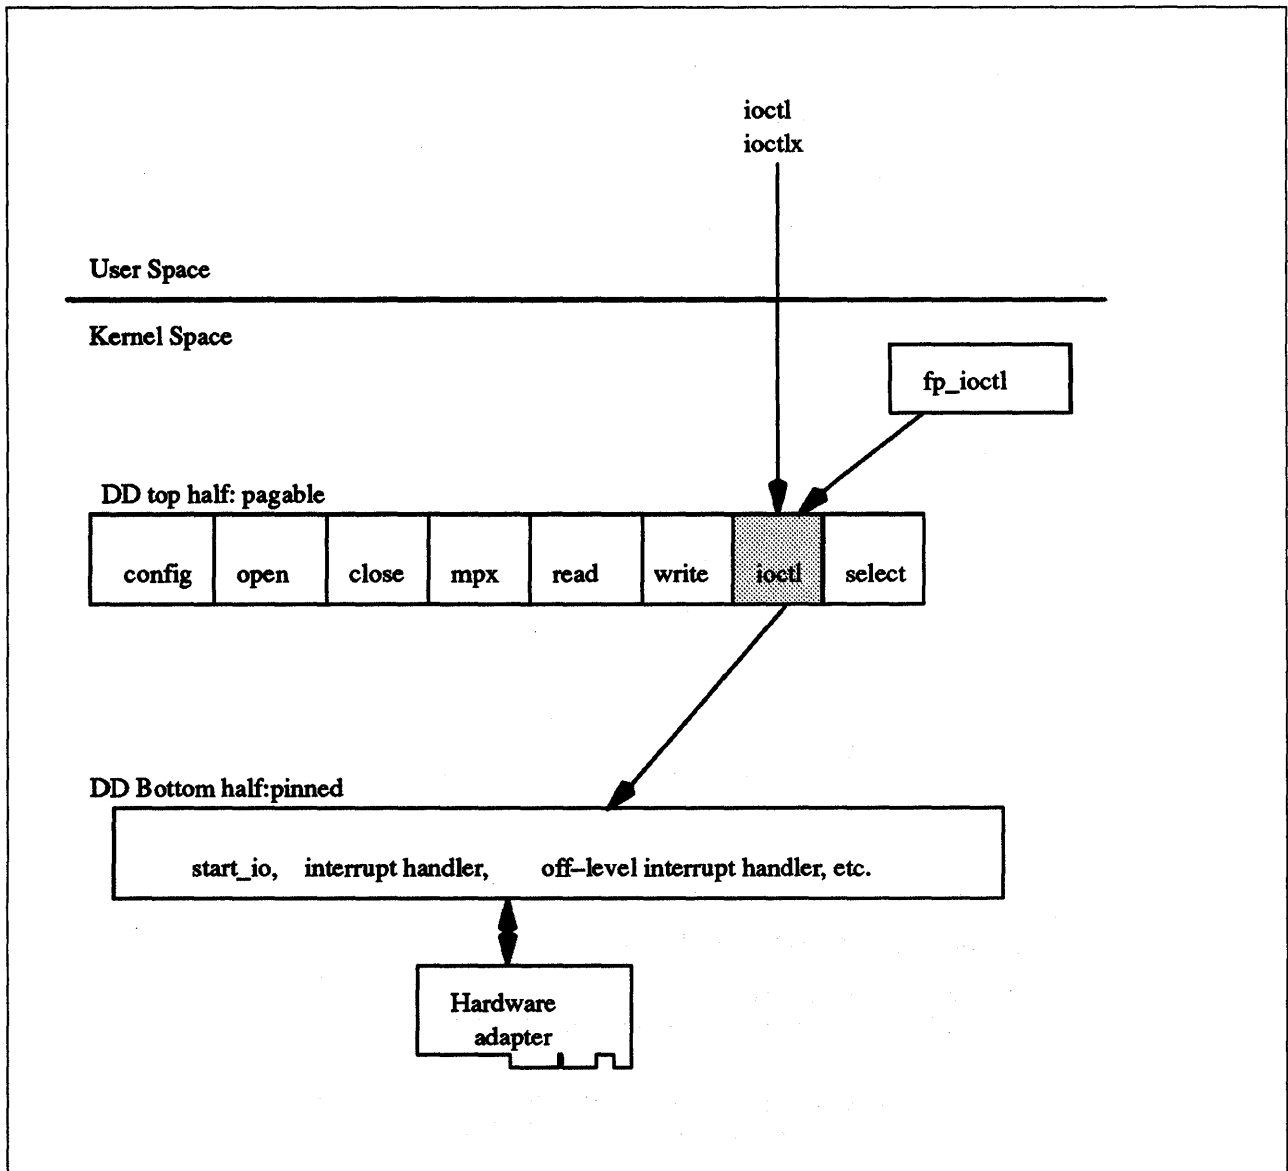 ioctl
ioctlx
User Space
Kernel Space
fp_ioctl
DD top half: pagable
config open close mpx read write ioctl select
DD Bottom half:pinned
start_io, interrupt handler, off–level interrupt handler, etc.
Hardware
adapter